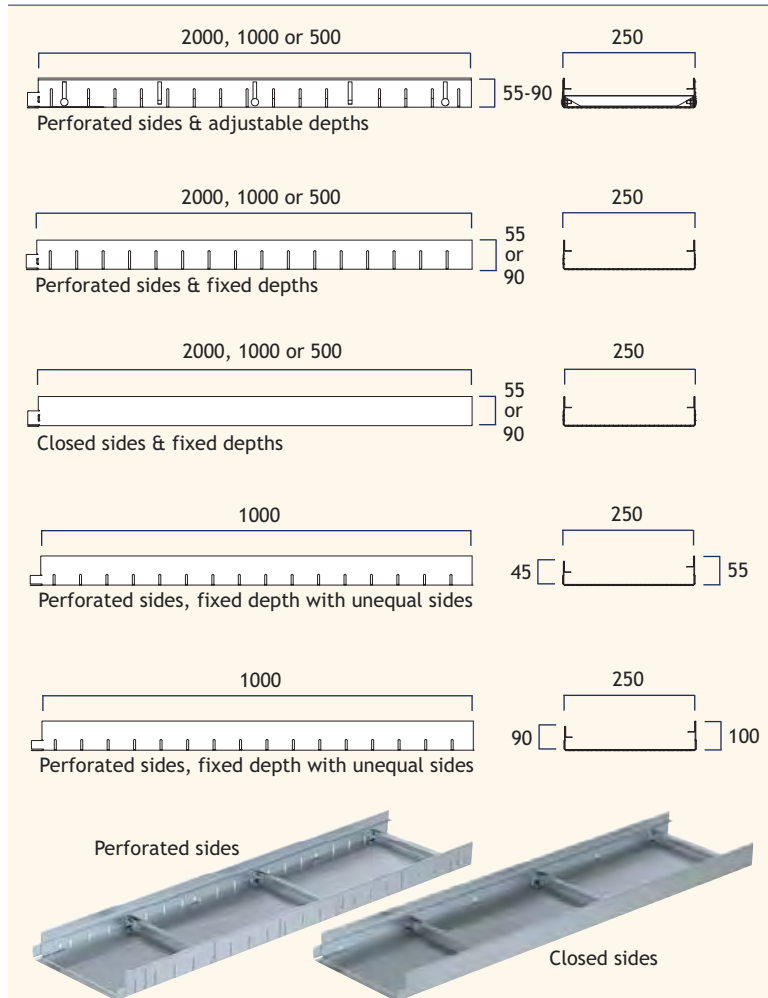 2000, 1000 or 500
250
55-90
Perforated sides & adjustable depths
2000, 1000 or 500
250
55
or
90
Perforated sides & fixed depths
2000, 1000 or 500
250
55
or
90
Closed sides & fixed depths
1000
250
45
55
Perforated sides, fixed depth with unequal sides
1000
250
90
100
Perforated sides, fixed depth with unequal sides
Perforated sides
Closed sides